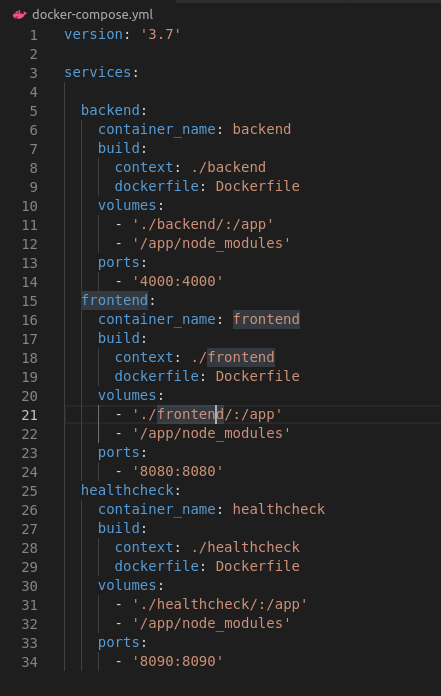 docker-compose.yml
1 version: '3.7'
2
3 services:
4
5   backend:
6     container_name: backend
7     build:
8       context: ./backend
9       dockerfile: Dockerfile
10     volumes:
11       - './backend/:/app'
12       - '/app/node_modules'
13     ports:
14       - '4000:4000'
15   frontend:
16     container_name: frontend
17     build:
18       context: ./frontend
19       dockerfile: Dockerfile
20     volumes:
21       - './frontend/:/app'
22       - '/app/node_modules'
23     ports:
24       - '8080:8080'
25   healthcheck:
26     container_name: healthcheck
27     build:
28       context: ./healthcheck
29       dockerfile: Dockerfile
30     volumes:
31       - './healthcheck/:/app'
32       - '/app/node_modules'
33     ports:
34       - '8090:8090'